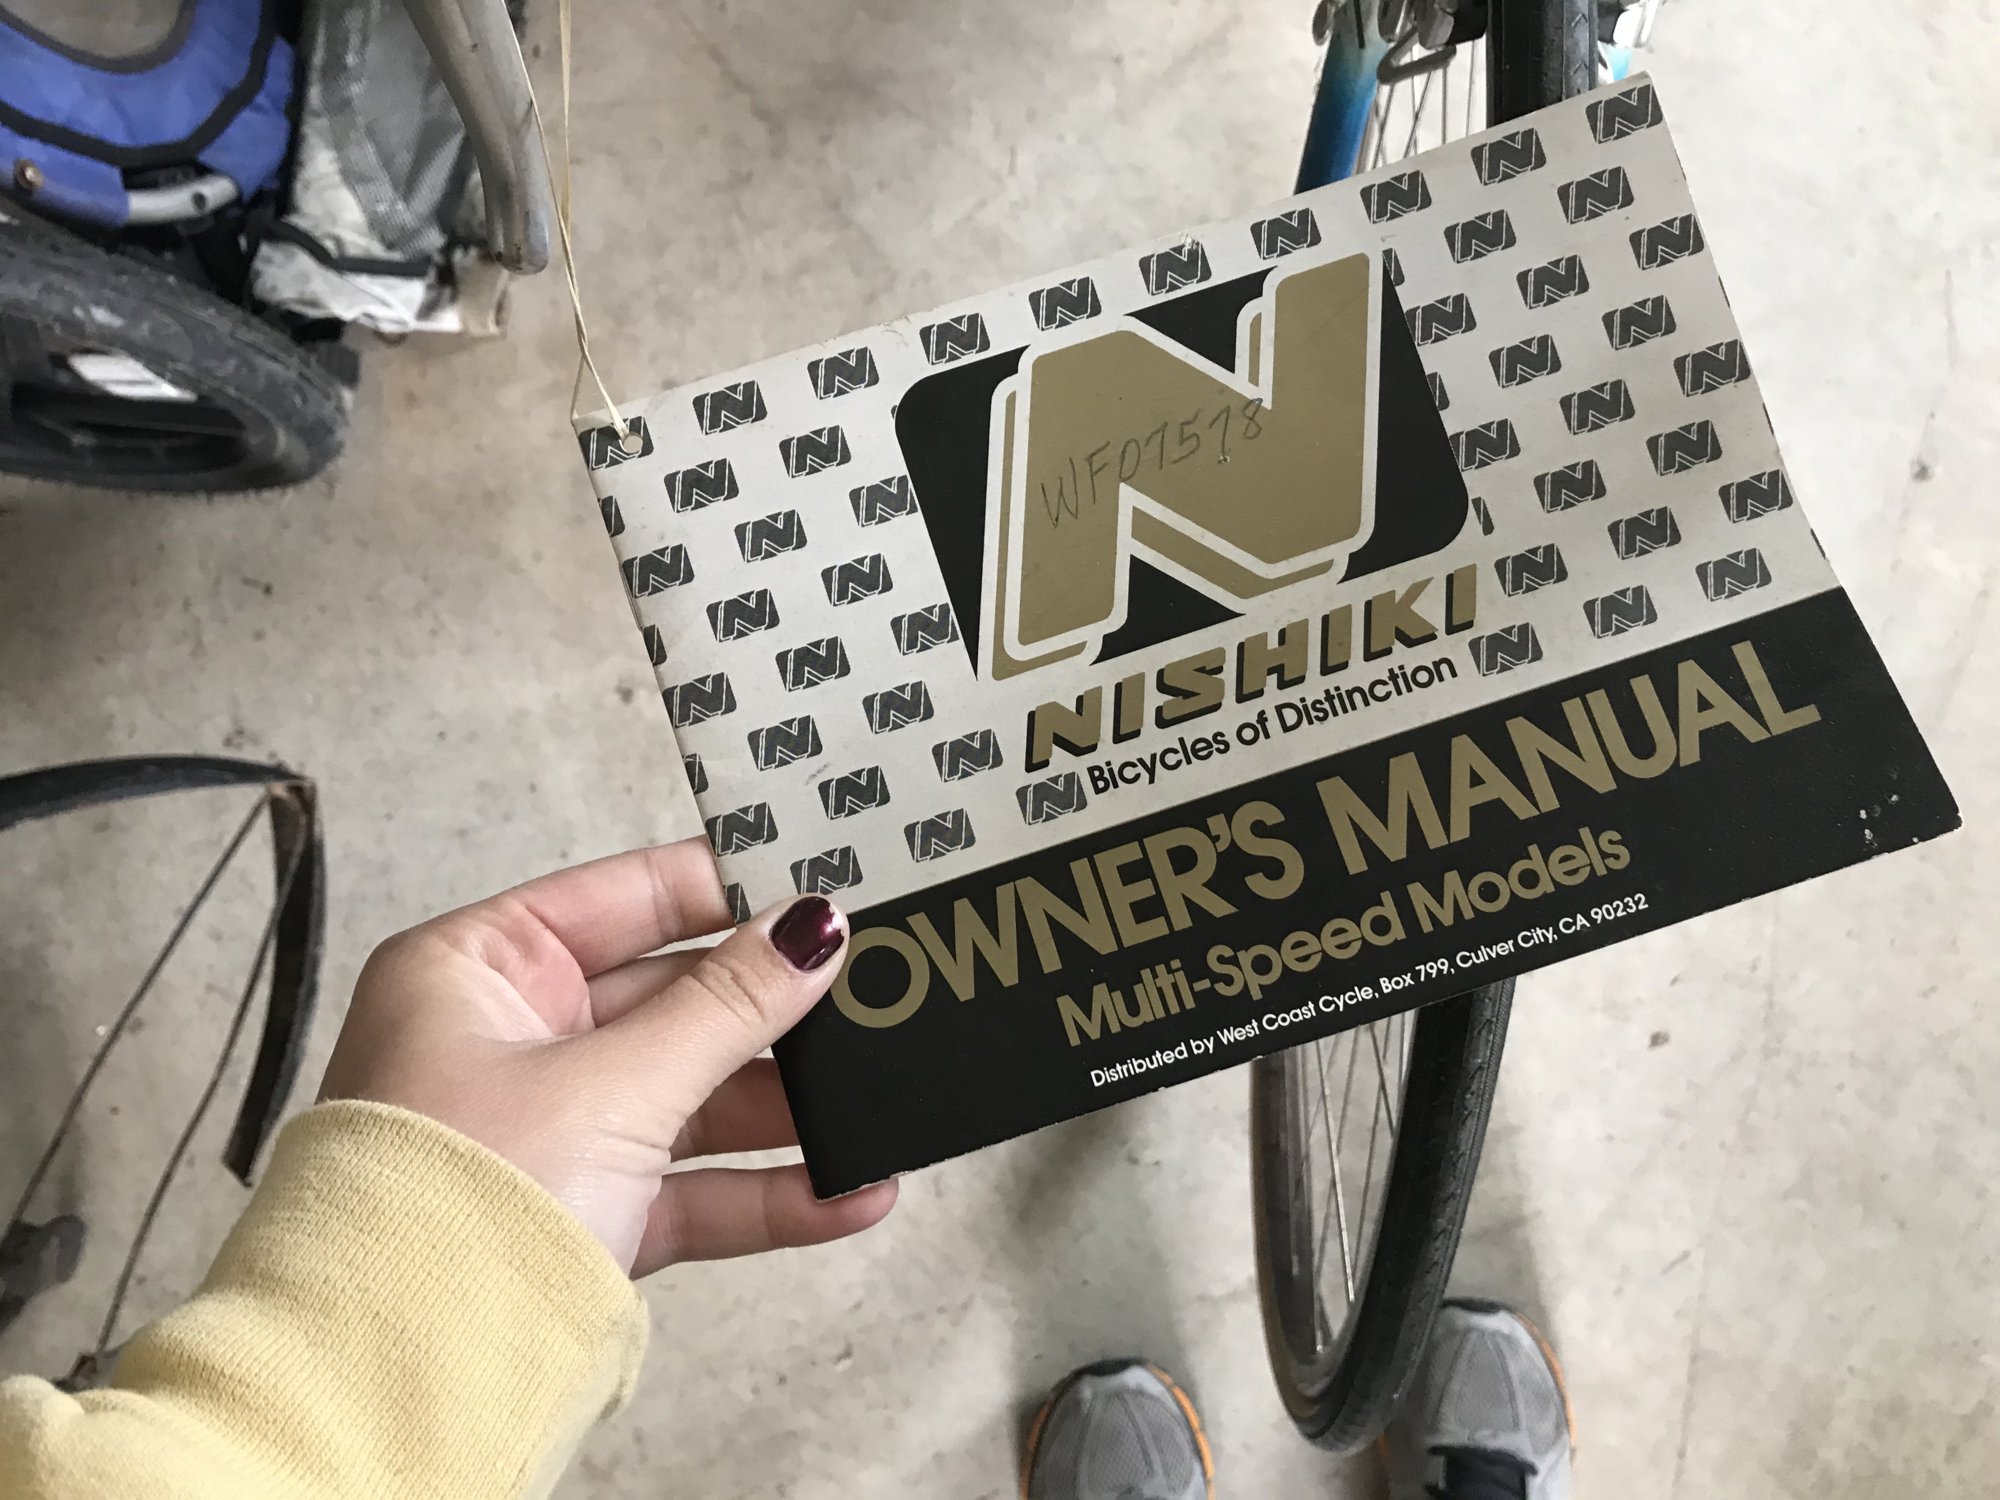 N
WF07578
NISHIKI
Bicycles of Distinction
OWNER'S MANUAL
Multi-Speed Models
Distributed by West Coast Cycle, Box 799, Culver City, CA 90232